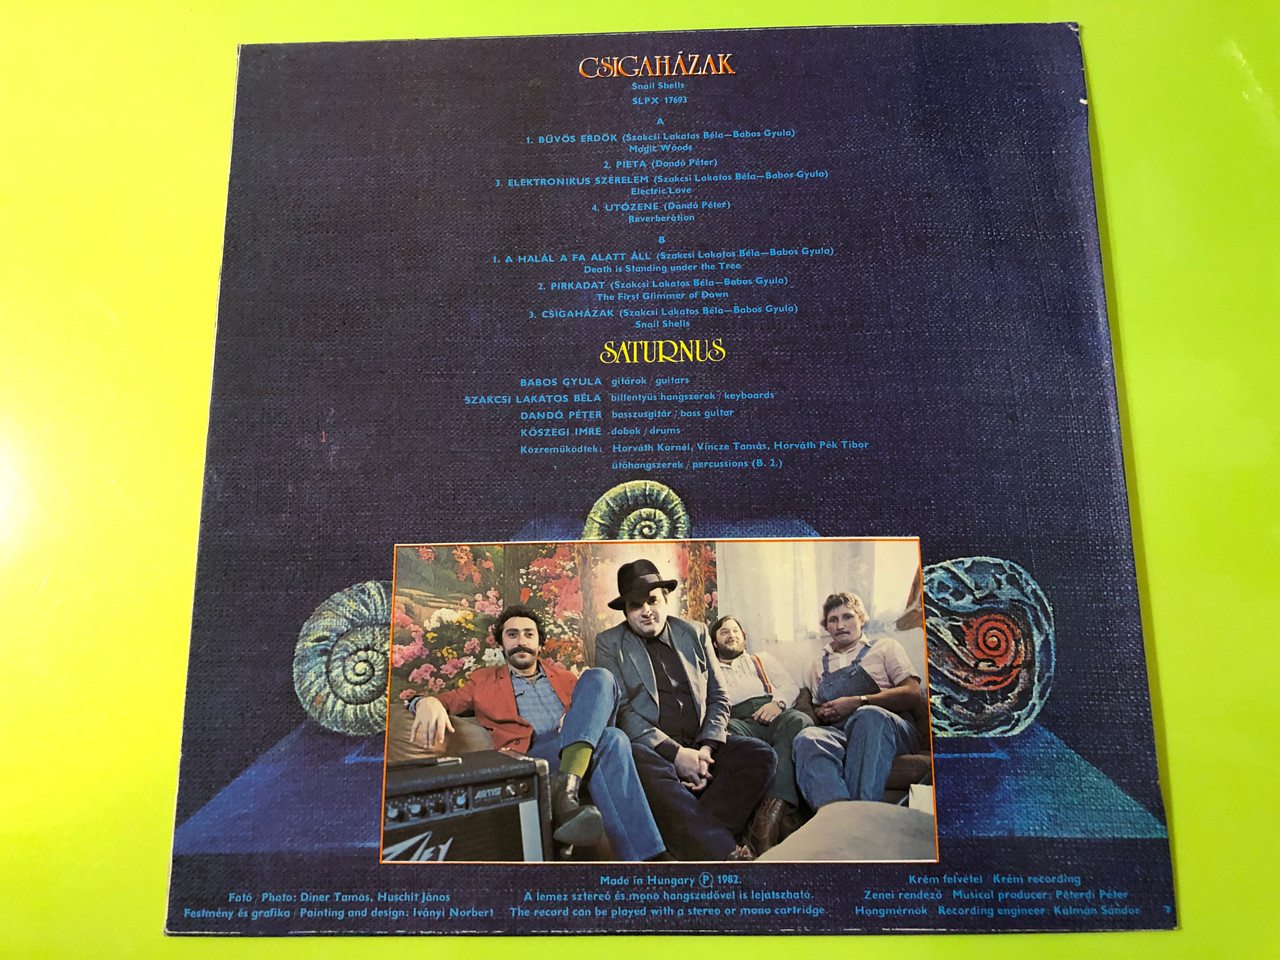 CSIGAHÁZAK
Snail Shells
SLPX 17693
A
1. BŰVÖS ERDŐK (Szakcsi Lakatos Béla—Babos Gyula)
Magic Woods
2. PIETA (Dandó Péter)
3. ELEKTRONIKUS SZERELEM (Szakcsi Lakatos Béla—Babos Gyula)
Electric Love
4. UTÓZENE (Dandó Péter)
Reverberation
B
1. A HALÁL A FA ALATT ÁLL (Szakcsi Lakatos Béla—Babos Gyula)
Death is Standing under the Tree
2. PIRKADAT (Szakcsi Lakatos Béla—Babos Gyula)
The First Glimmer of Dawn
3. CSIGAHÁZAK (Szakcsi Lakatos Béla—Babos Gyula)
Snail Shells
SATURNUS
BABOS GYULA gitárok / guitars
SZAKCSI LAKATOS BÉLA billentyűs hangszerek / keyboards
DANDÓ PÉTER basszusgitár / bass guitar
KŐSZEGI IMRE dobok / drums
Közreműködtek: Horváth Kornél, Vincze Tamás, Horváth Pék Tibor
ütőhangszerek / percussions (B. 2.)
ARTIST
Made in Hungary Ⓟ 1982.
Krém felvétel / Krém recording
Fotó / Photo: Diner Tamás, Huschit János
A lemez sztereó és mono hangszedővel is lejátszható.
Zenei rendező / Musical producer: Péterdi Péter
Festmény és grafika / Painting and design: Iványi Norbert
The record can be played with a stereo or mono cartridge.
Hangmérnök / Recording engineer: Kálmán Sándor